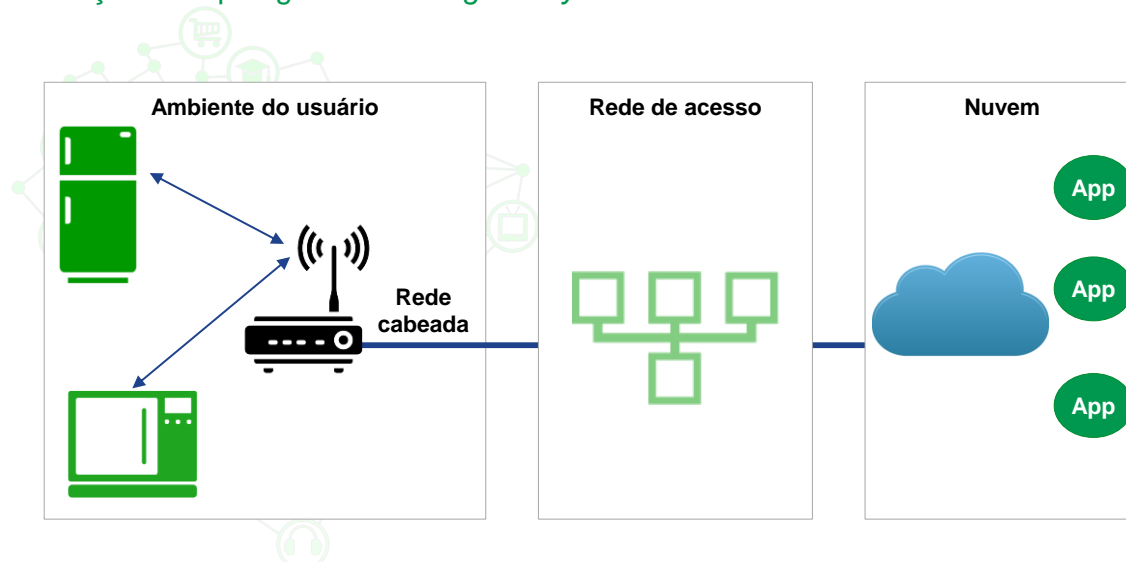 Ambiente do usuário
Rede de acesso
Nuvem
App
App
App
Rede
cabeada